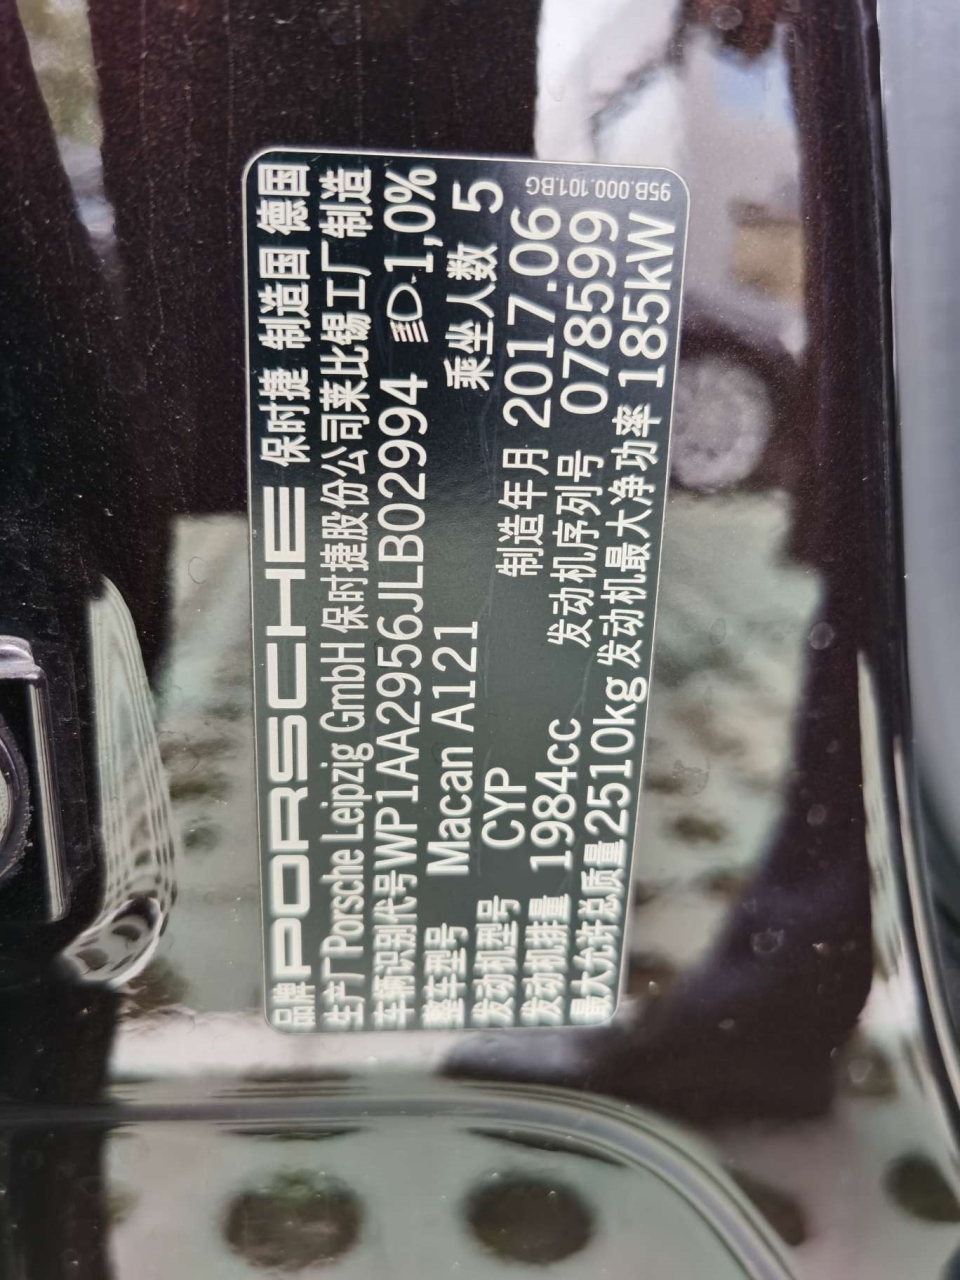 品牌 PORSCHE 保时捷 制造国 德国
生产厂 Porsche Leipzig GmbH 保时捷股份公司莱比锡工厂制造
车辆识别代号 WP1AA2956JLB02994 1,0%
整车型号 Macan A121 乘坐人数 5
发动机型号 CYP 制造年月 2017.06
发动机排量 1984cc 发动机序列号 078599
最大允许总质量 2510kg 发动机最大净功率 185kW
95B.000.101.BG